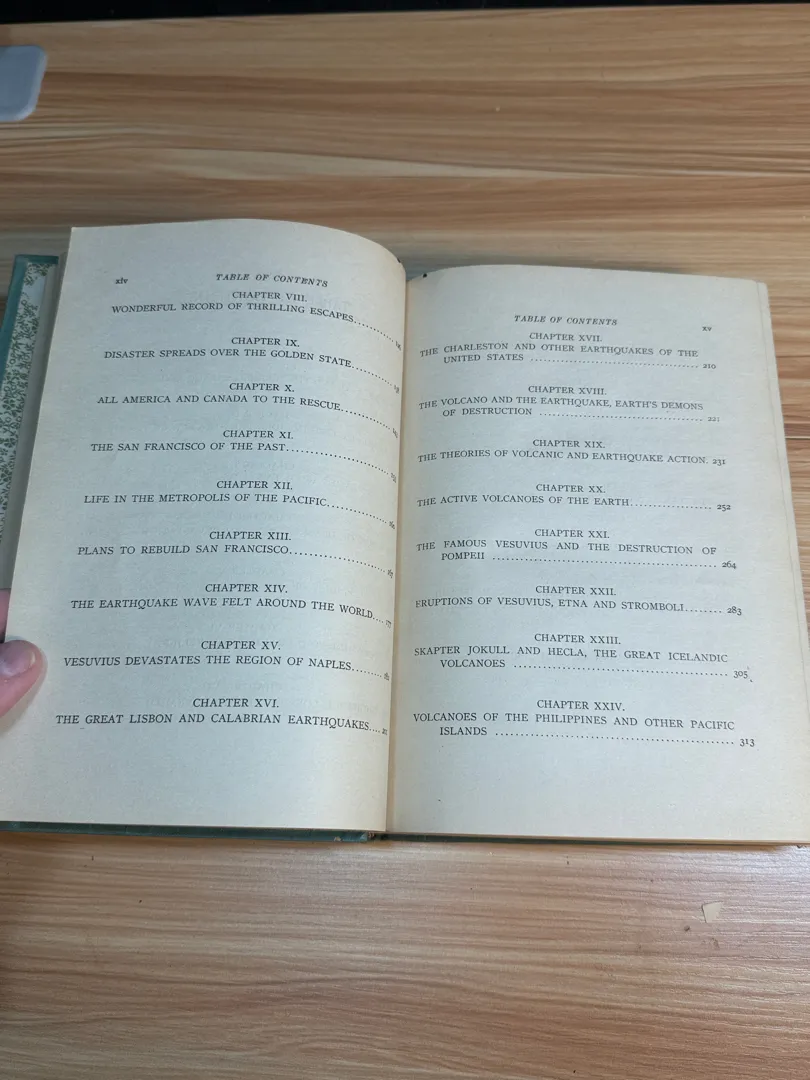 xiv TABLE OF CONTENTS
CHAPTER VIII.
WONDERFUL RECORD OF THRILLING ESCAPES
CHAPTER IX.
DISASTER SPREADS OVER THE GOLDEN STATE
CHAPTER X.
ALL AMERICA AND CANADA TO THE RESCUE
CHAPTER XI.
THE SAN FRANCISCO OF THE PAST
CHAPTER XII.
LIFE IN THE METROPOLIS OF THE PACIFIC
CHAPTER XIII.
PLANS TO REBUILD SAN FRANCISCO
CHAPTER XIV.
THE EARTHQUAKE WAVE FELT AROUND THE WORLD
CHAPTER XV.
VESUVIUS DEVASTATES THE REGION OF NAPLES
CHAPTER XVI.
THE GREAT LISBON AND CALABRIAN EARTHQUAKES
TABLE OF CONTENTS xv
CHAPTER XVII.
THE CHARLESTON AND OTHER EARTHQUAKES OF THE
UNITED STATES ........ 210
CHAPTER XVIII.
THE VOLCANO AND THE EARTHQUAKE, EARTH'S DEMONS
OF DESTRUCTION
CHAPTER XIX.
THE THEORIES OF VOLCANIC AND EARTHQUAKE ACTION. 231
CHAPTER XX.
THE ACTIVE VOLCANOES OF THE EARTH........ 252
CHAPTER XXI.
THE FAMOUS VESUVIUS AND THE DESTRUCTION OF
POMPEII ........ 264
CHAPTER XXII.
ERUPTIONS OF VESUVIUS, ETNA AND STROMBOLI........ 283
CHAPTER XXIII.
SKAPTER JOKULL AND HECLA, THE GREAT ICELANDIC
VOLCANOES ........ 305
CHAPTER XXIV.
VOLCANOES OF THE PHILIPPINES AND OTHER PACIFIC
ISLANDS ........ 313